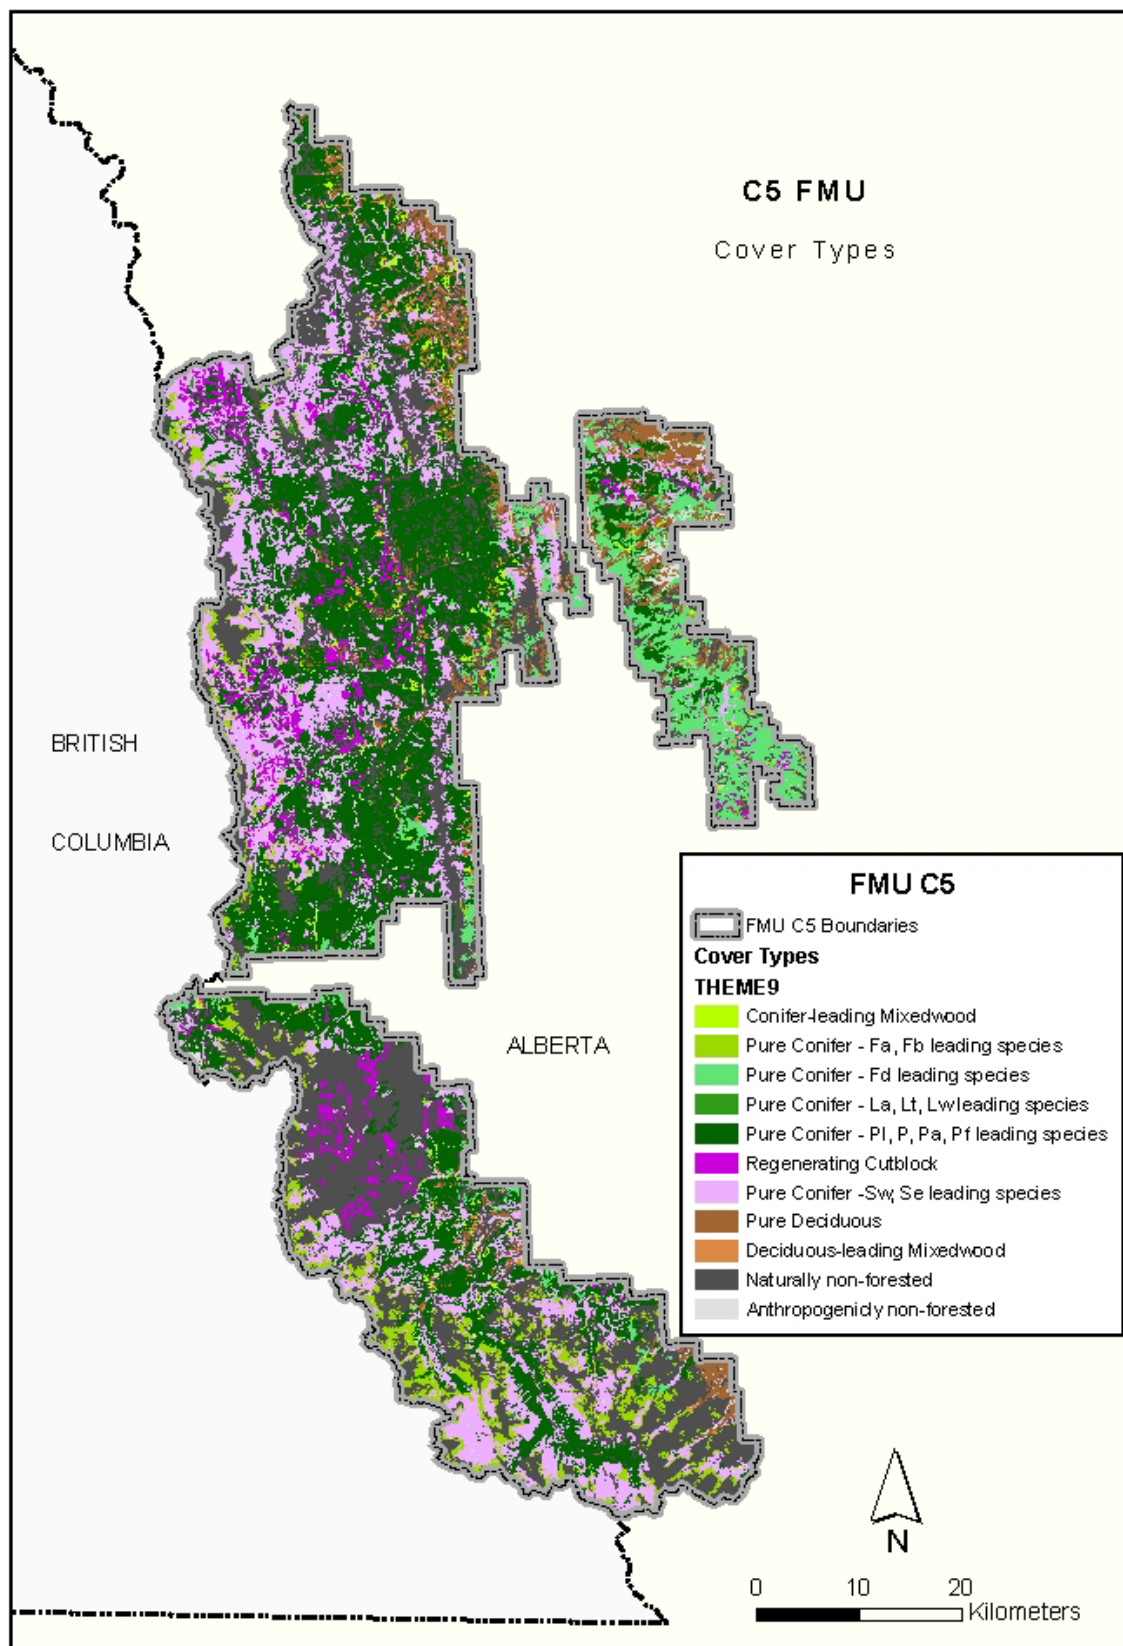 C5 FMU
Cover Types
BRITISH
COLUMBIA
ALBERTA
FMU C5
FMU C5 Boundaries
Cover Types
THEME9
Conifer-leading Mixedwood
Pure Conifer - Fa, Fb leading species
Pure Conifer - Fd leading species
Pure Conifer - La, Lt, Lw leading species
Pure Conifer - Pl, P, Pa, Pf leading species
Regenerating Cutblock
Pure Conifer -Sw, Se leading species
Pure Deciduous
Deciduous-leading Mixedwood
Naturally non-forested
Anthropogenicly non-forested
N
0 10 20
Kilometers